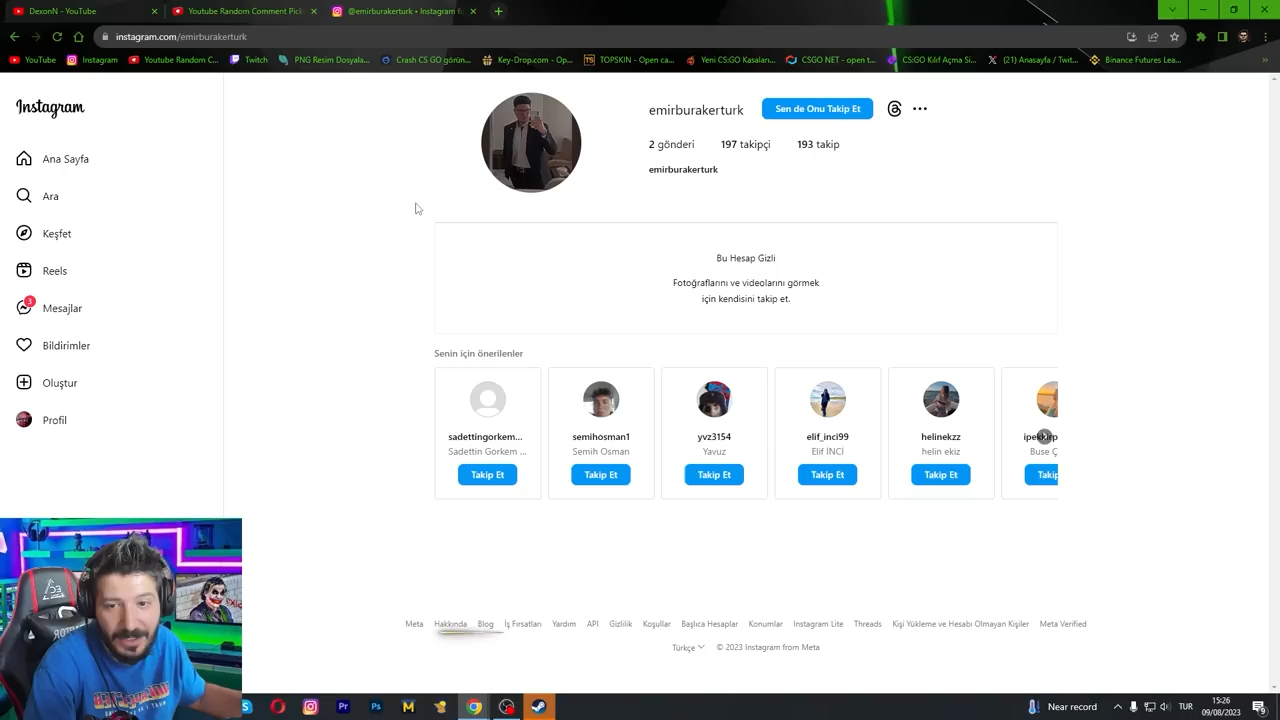 DexonN - YouTube
Youtube Random Comment Pick
@emirburakerturk • Instagram fo
instagram.com/emirburakerturk
YouTube
Instagram
Youtube Random C...
Twitch
PNG Resim Dosyala...
Crash CS GO görün...
Key-Drop.com - Op...
TOPSKIN - Open ca...
Yeni CS:GO Kasaları...
CSGO NET - open t...
CS:GO Kılıf Açma Si...
(21) Anasayfa / Twit...
Binance Futures Lea...
Instagram
Ana Sayfa
Ara
Keşfet
Reels
3
Mesajlar
Bildirimler
Oluştur
Profil
emirburakerturk
Sen de Onu Takip Et
2 gönderi
197 takipçi
193 takip
emirburakerturk
Bu Hesap Gizli
Fotoğraflarını ve videolarını görmek
için kendisini takip et.
Senin için önerilenler
sadettingorkem...
semihosman1
yvz3154
elif_inci99
helinekzz
Sadettin Gorkem ...
Semih Osman
Yavuz
Elif İNCİ
helin ekiz
Buse Ç
Takip Et
Takip Et
Takip Et
Takip Et
Takip Et
Takip
Meta
Hakkında
Blog
İş Fırsatları
Yardım
API
Gizlilik
Koşullar
Başlıca Hesaplar
Konumlar
Instagram Lite
Threads
Kişi Yükleme ve Hesabı Olmayan Kişiler
Meta Verified
Türkçe
© 2023 Instagram from Meta
Near record
TUR
15:26
09/08/2023